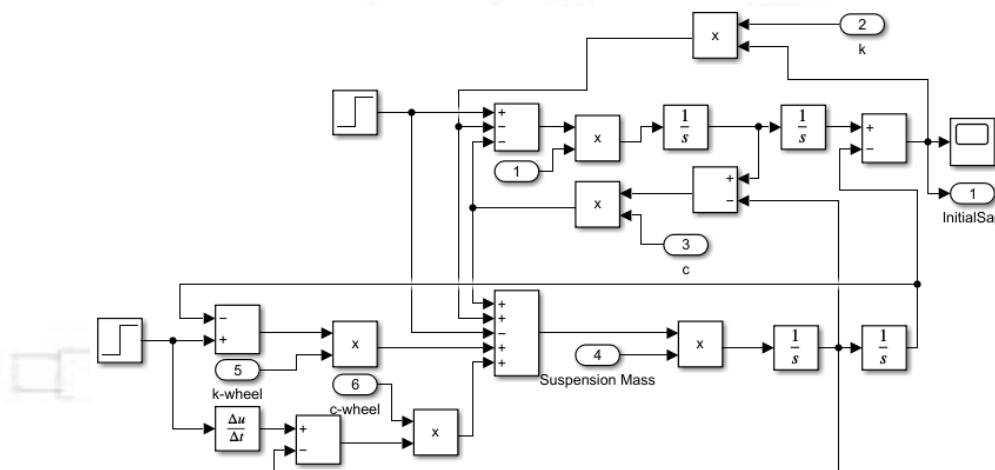 x
2
k
+
−
−
x
1
s
1
s
+
−
1
x
+
−
1
InitialSa
3
c
−
+
x
5
k-wheel
+
+
−
+
+
4
Suspension Mass
x
1
s
1
s
6
c-wheel
Δu
Δt
+
−
x